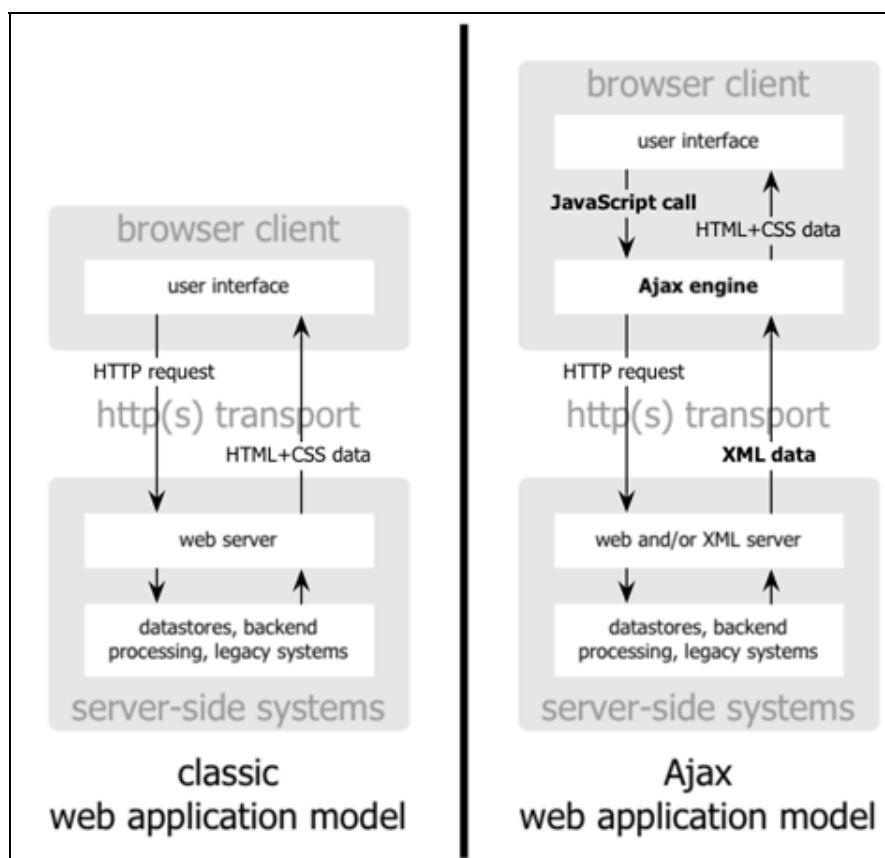 browser client
user interface
HTTP request
http(s) transport
HTML+CSS data
web server
datastores, backend
processing, legacy systems
server-side systems
classic
web application model
browser client
user interface
JavaScript call
HTML+CSS data
Ajax engine
HTTP request
http(s) transport
XML data
web and/or XML server
datastores, backend
processing, legacy systems
server-side systems
Ajax
web application model